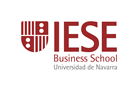 IESE
Business School
Universidad de Navarra